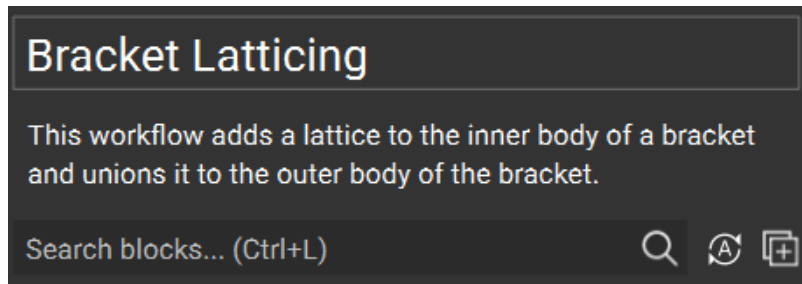 Bracket Latticing
This workflow adds a lattice to the inner body of a bracket
and unions it to the outer body of the bracket.
Search blocks... (Ctrl+L)
A